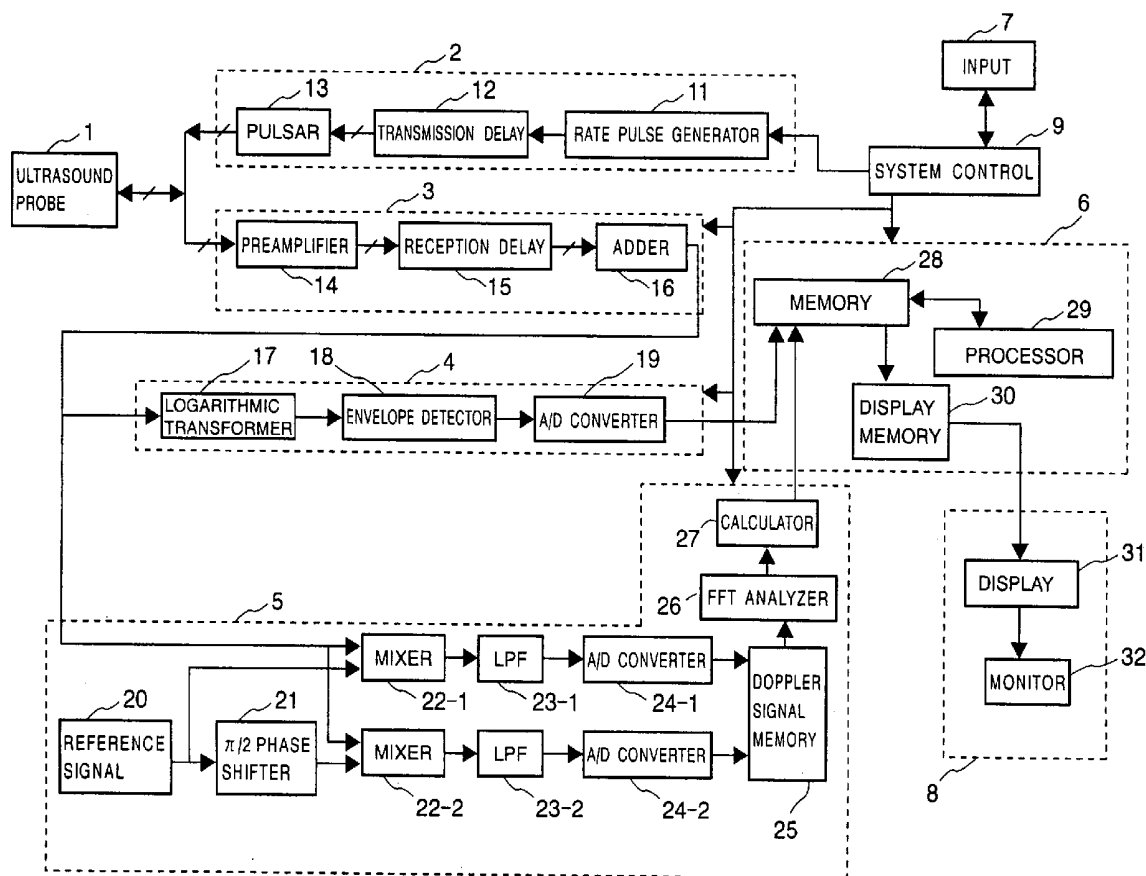 2
7
INPUT
13
12
11
PULSAR
TRANSMISSION DELAY
RATE PULSE GENERATOR
1
ULTRASOUND
PROBE
9
SYSTEM CONTROL
3
6
PREAMPLIFIER
RECEPTION DELAY
ADDER
14
15
16
28
MEMORY
29
PROCESSOR
17
18
4
19
LOGARITHMIC
TRANSFORMER
ENVELOPE DETECTOR
A/D CONVERTER
DISPLAY
MEMORY
30
CALCULATOR
27
31
DISPLAY
26
FFT ANALYZER
5
MIXER
LPF
A/D CONVERTER
22-1
23-1
24-1
DOPPLER
SIGNAL
MEMORY
32
MONITOR
20
21
REFERENCE
SIGNAL
π/2 PHASE
SHIFTER
MIXER
LPF
A/D CONVERTER
22-2
23-2
24-2
25
8